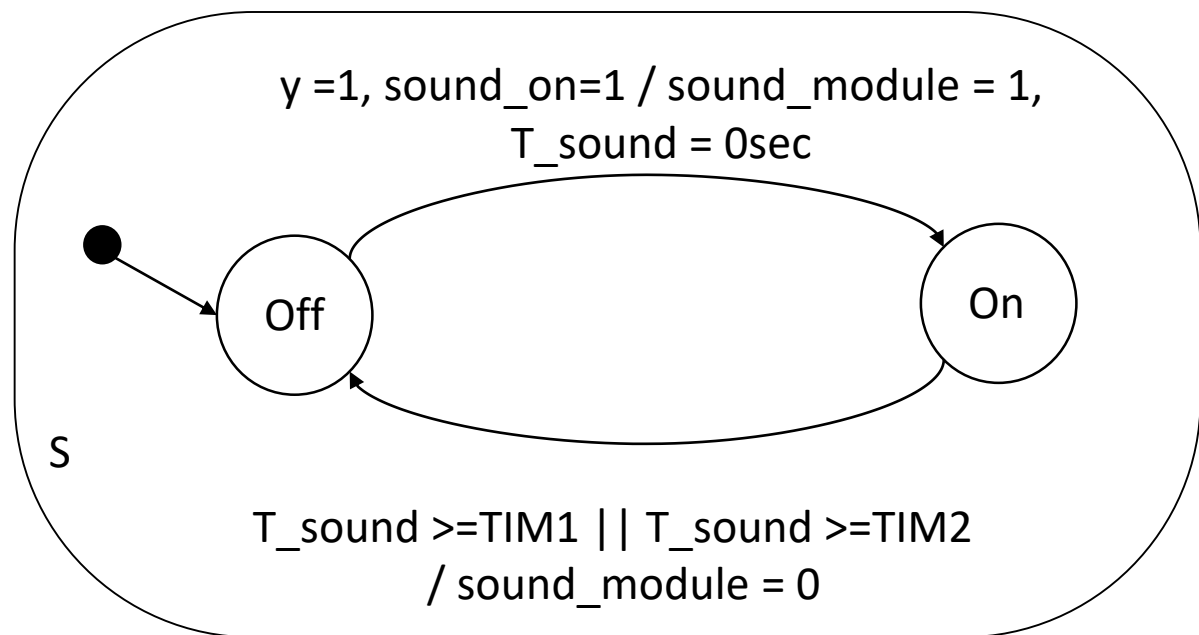 y =1, sound_on=1 / sound_module = 1,
T_sound = 0sec
Off
On
S
T_sound >=TIM1 || T_sound >=TIM2
/ sound_module = 0